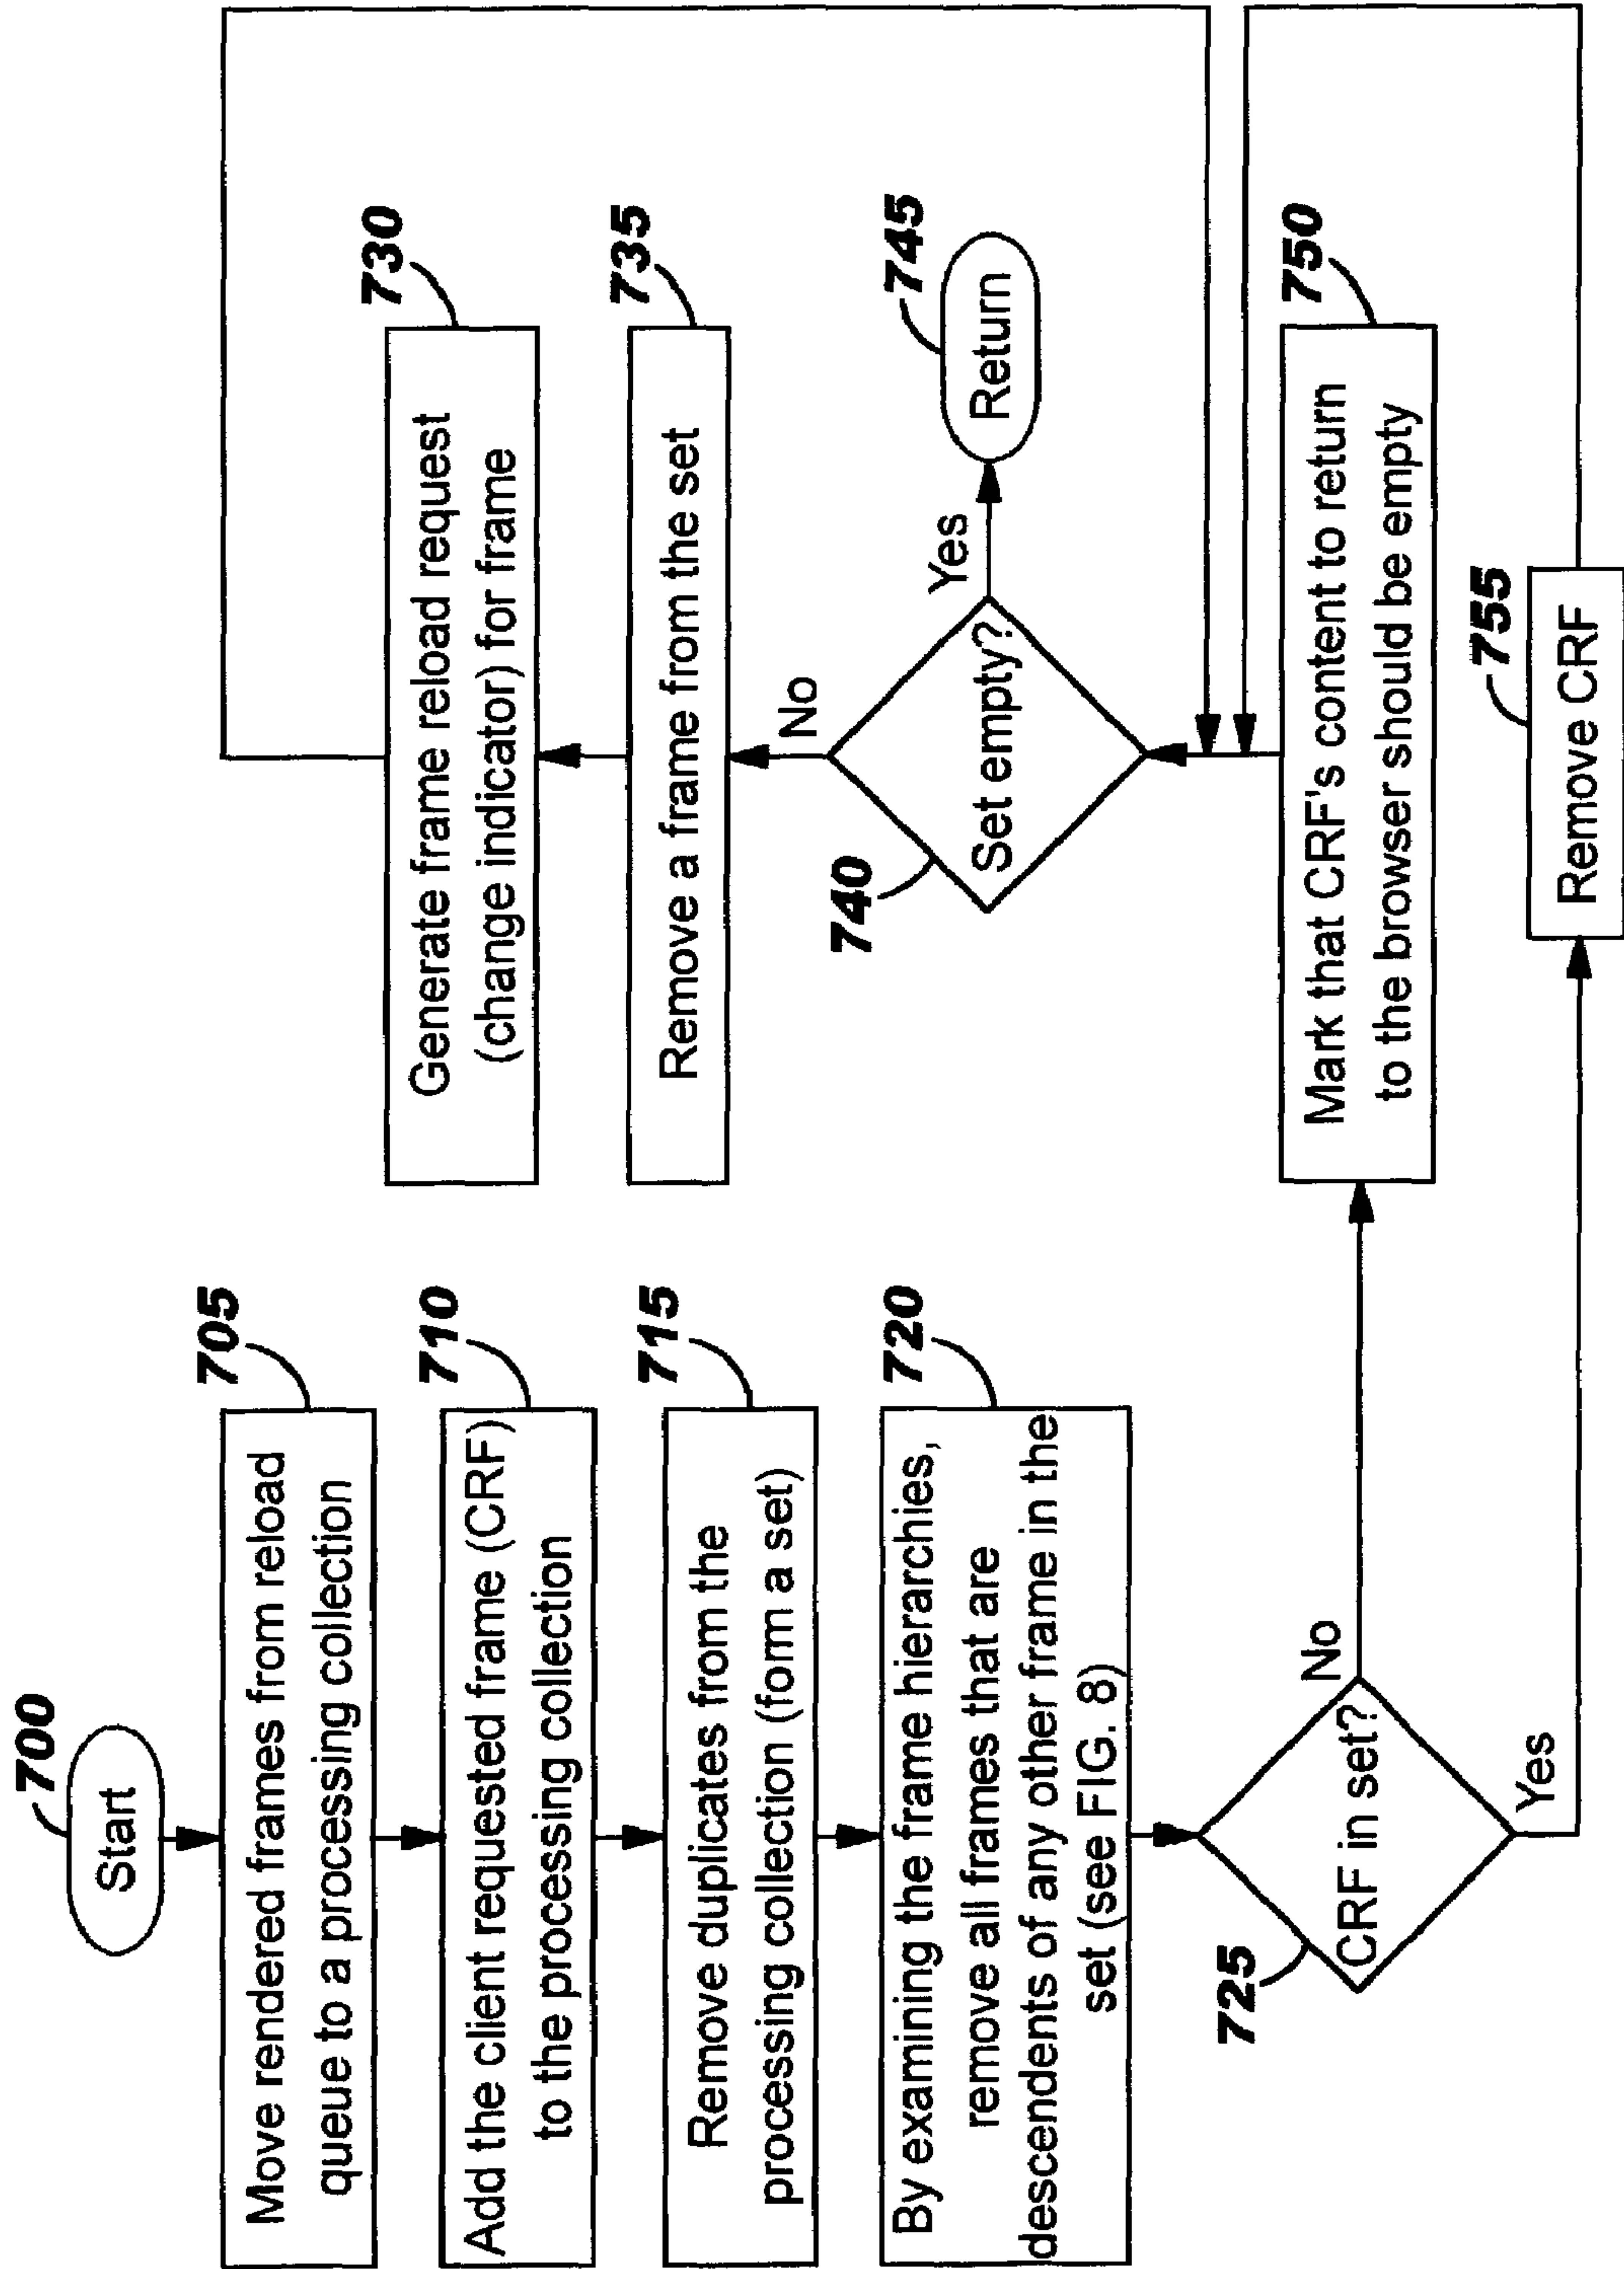 700
Start
705
Move rendered frames from reload
queue to a processing collection
710
Add the client requested frame (CRF)
to the processing collection
715
Remove duplicates from the
processing collection (form a set)
720
By examining the frame hierarchies,
remove all frames that are
descendents of any other frame in the
set (see FIG. 8)
725
CRF in set?
No
Yes
730
Generate frame reload request
(change indicator) for frame
735
Remove a frame from the set
No
740
Set empty?
Yes
745
Return
750
Mark that CRF's content to return
to the browser should be empty
755
Remove CRF